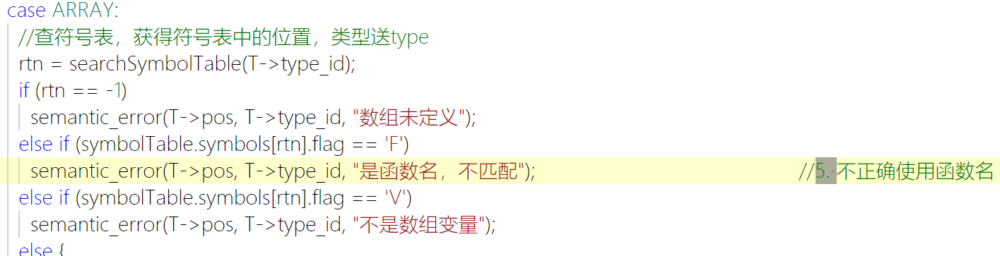 case ARRAY:
//查符号表，获得符号表中的位置，类型送type
rtn = searchSymbolTable(T->type_id);
if (rtn == -1)
semantic_error(T->pos, T->type_id, "数组未定义");
else if (symbolTable.symbols[rtn].flag == 'F')
semantic_error(T->pos, T->type_id, "是函数名，不匹配"); //5. 不正确使用函数名
else if (symbolTable.symbols[rtn].flag == 'V')
semantic_error(T->pos, T->type_id, "不是数组变量");
else {